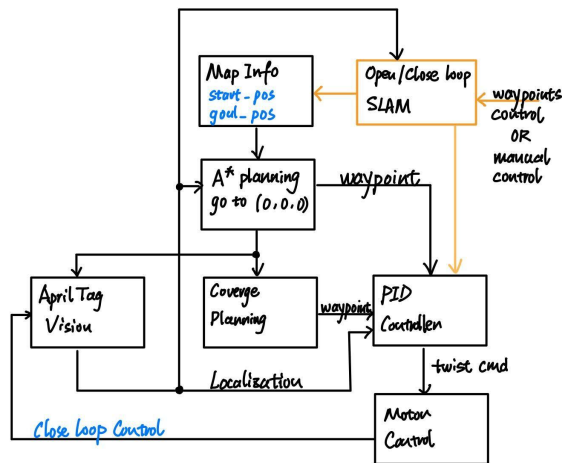 Map Info
start_pos
goal_pos
Open/Close loop
SLAM
waypoints
control
OR
manual
control
A* planning
go to (0,0,0)
waypoint
April Tag
Vision
Coverge
Planning
waypoint
PID
Controller
Localization
twist cmd
Close Loop Control
Motor
Control